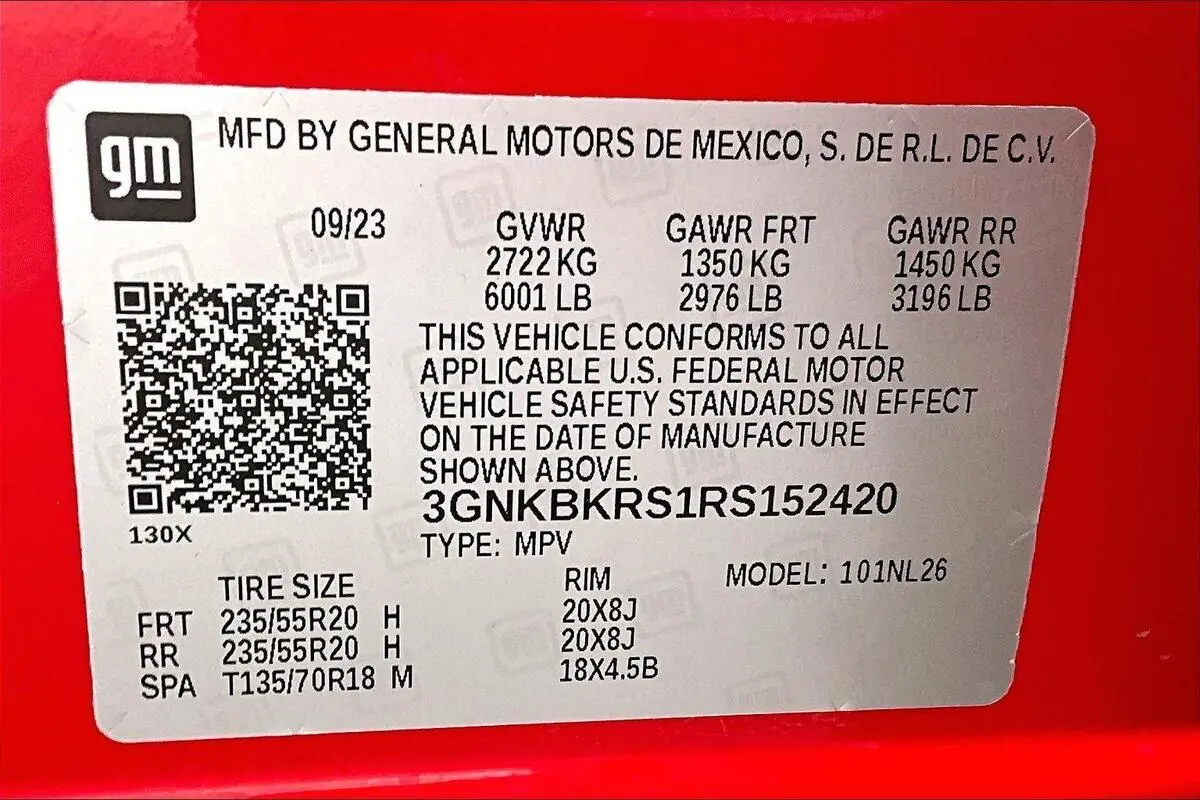 gm MFD BY GENERAL MOTORS DE MEXICO, S. DE R.L. DE C.V.
09/23 GVWR GAWR FRT GAWR RR
2722 KG 1350 KG 1450 KG
6001 LB 2976 LB 3196 LB
THIS VEHICLE CONFORMS TO ALL
APPLICABLE U.S. FEDERAL MOTOR
VEHICLE SAFETY STANDARDS IN EFFECT
ON THE DATE OF MANUFACTURE
SHOWN ABOVE.
3GNKBKRS1RS152420
130X
TYPE: MPV
TIRE SIZE RIM MODEL: 101NL26
FRT 235/55R20 H 20X8J
RR 235/55R20 H 20X8J
SPA T135/70R18 M 18X4.5B